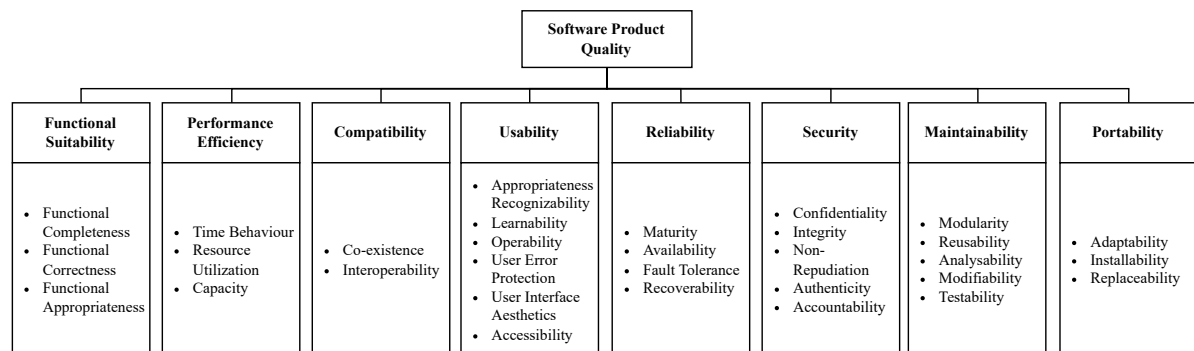 Software Product
Quality
Functional
Suitability
• Functional
Completeness
• Functional
Correctness
• Functional
Appropriateness
Performance
Efficiency
• Time Behaviour
• Resource
Utilization
• Capacity
Compatibility
• Co-existence
• Interoperability
Usability
• Appropriateness
Recognizability
• Learnability
• Operability
• User Error
Protection
• User Interface
Aesthetics
• Accessibility
Reliability
• Maturity
• Availability
• Fault Tolerance
• Recoverability
Security
• Confidentiality
• Integrity
• Non-
Repudiation
• Authenticity
• Accountability
Maintainability
• Modularity
• Reusability
• Analysability
• Modifiability
• Testability
Portability
• Adaptability
• Installability
• Replaceability